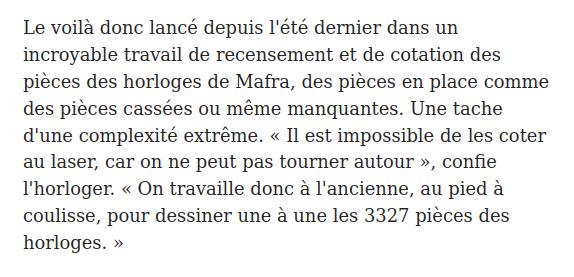 Le voilà donc lancé depuis l'été dernier dans un
incroyable travail de recensement et de cotation des
pièces des horloges de Mafra, des pièces en place comme
des pièces cassées ou même manquantes. Une tache
d'une complexité extrême. « Il est impossible de les coter
au laser, car on ne peut pas tourner autour », confie
l'horloger. « On travaille donc à l'ancienne, au pied à
coulisse, pour dessiner une à une les 3327 pièces des
horloges. »